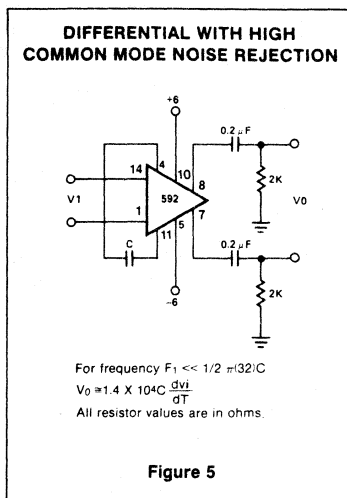 DIFFERENTIAL WITH HIGH
COMMON MODE NOISE REJECTION
+6
0.2 μF
4
10
14
8
2K
V1
592
V0
1
7
11
5
0.2 μF
C
2K
−6
For frequency F₁ << 1/2 π(32)C
V₀ ≅1.4 X 10⁴C dvi
dT
All resistor values are in ohms.
Figure 5